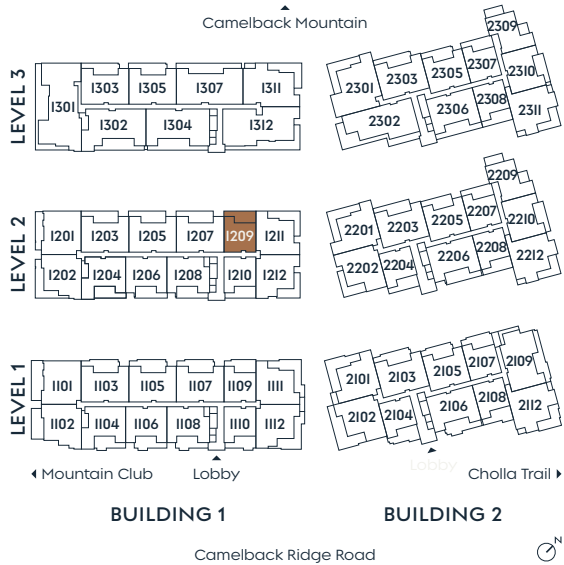 Camelback Mountain
LEVEL 3
1301 1303 1305 1307 1311
1302 1304 1312
2301 2303 2305 2307 2309 2310
2302 2306 2308 2311
LEVEL 2
1201 1203 1205 1207 1209 1211
1202 1204 1206 1208 1210 1212
2201 2203 2205 2207 2209 2210
2202 2204 2206 2208 2212
LEVEL 1
1101 1103 1105 1107 1109 1111
1102 1104 1106 1108 1110 1112
2101 2103 2105 2107 2109
2102 2104 2106 2108 2112
Mountain Club Lobby Lobby Cholla Trail
BUILDING 1 BUILDING 2
Camelback Ridge Road
N